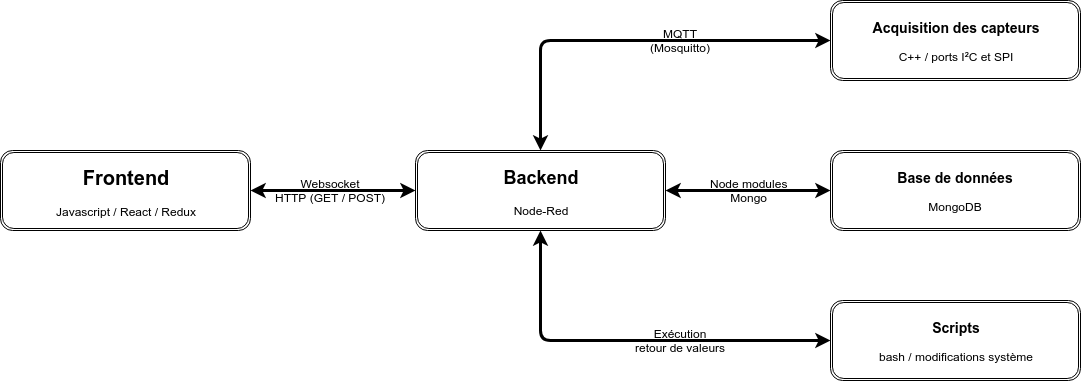 Acquisition des capteurs
C++ / ports I²C et SPI
MQTT
(Mosquitto)
Frontend
Javascript / React / Redux
Websocket
HTTP (GET / POST)
Backend
Node-Red
Node modules
Mongo
Base de données
MongoDB
Exécution
retour de valeurs
Scripts
bash / modifications système